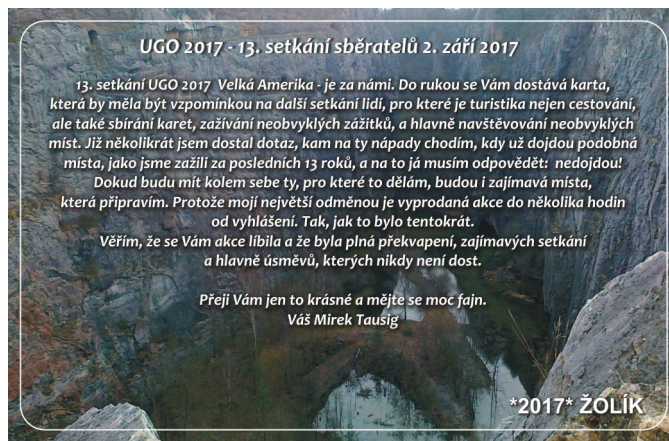 UGO 2017 - 13. setkání sběratelů 2. září 2017
13. setkání UGO 2017 Velká Amerika - je za námi. Do rukou se Vám dostává karta,
která by měla být vzpomínkou na další setkání lidí, pro které je turistika nejen cestování,
ale také sbírání karet, zažívání neobvyklých zážitků, a hlavně navštěvování neobvyklých
míst. Již několikrát jsem dostal dotaz, kam na ty nápady chodím, kdy už dojdou podobná
místa, jako jsme zažili za posledních 13 roků, a na to já musím odpovědět: nedojdou!
Dokud budu mít kolem sebe ty, pro které to dělám, budou i zajímavá místa,
která připravím. Protože mojí největší odměnou je vyprodaná akce do několika hodin
od vyhlášení. Tak, jak to bylo tentokrát.
Věřím, že se Vám akce líbila a že byla plná překvapení, zajímavých setkání
a hlavně úsměvů, kterých nikdy není dost.
Přeji Vám jen to krásné a mějte se moc fajn.
Váš Mirek Tausig
*2017* ŽOLÍK